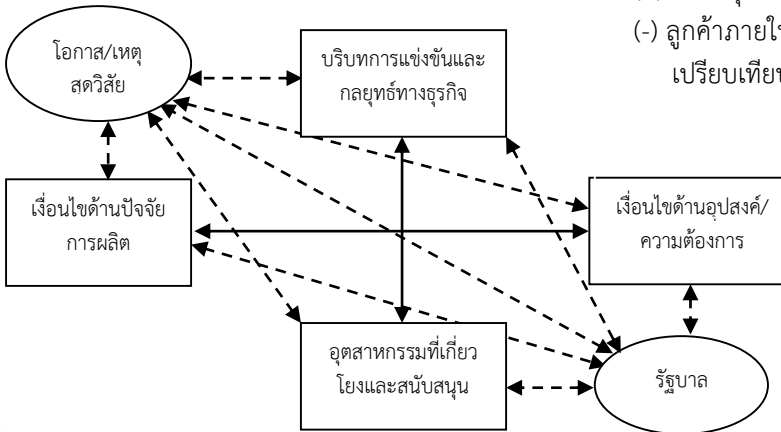 (-) ลูกค้าภายใ
เปรียบเทีย
โอกาส/เหตุ
สุดวิสัย
บริบทการแข่งขันและ
กลยุทธ์ทางธุรกิจ
เงื่อนไขด้านปัจจัย
การผลิต
เงื่อนไขด้านอุปสงค์/
ความต้องการ
อุตสาหกรรมที่เกี่ยว
โยงและสนับสนุน
รัฐบาล